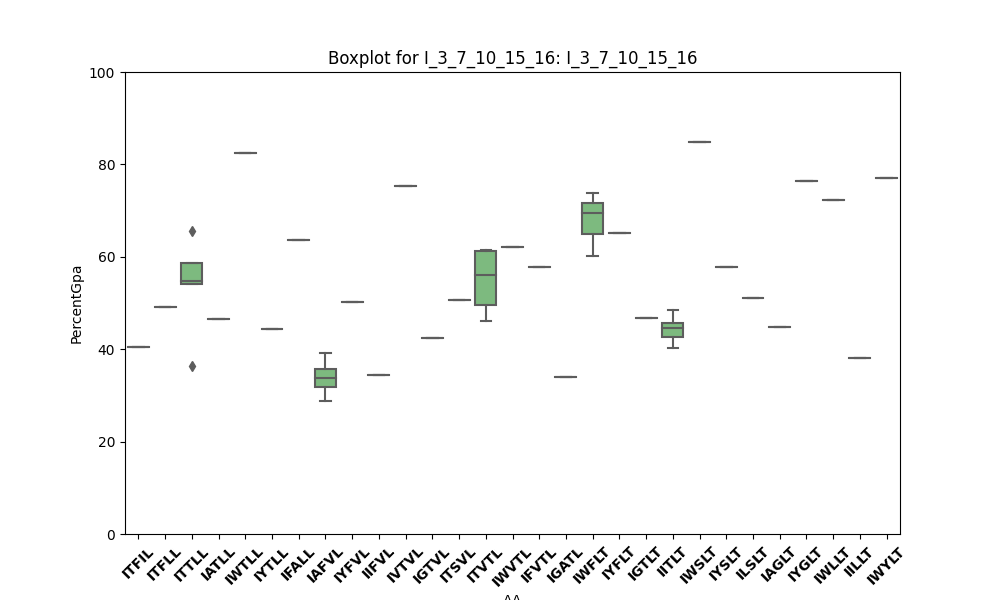 Boxplot for I_3_7_10_15_16: I_3_7_10_15_16
100
80
60
40
20
0
PercentGpa
ITFIL
ITFLL
ITTLL
IATLL
IWTLL
IYTLL
IFALL
IAFVL
IYFVL
IIFVL
IVTVL
IGTVL
ITSVL
ITVTL
IWVTL
IFVTL
IGATL
IWFLT
IYFLT
IGTLT
IITLT
IWSLT
IYSLT
ILSLT
IAGLT
IYGLT
IWLLT
IILLT
IWYLT
AA